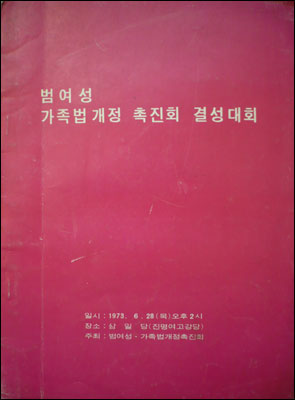 범여성
가족법개정 촉진회 결성대회
일시 : 1973. 6. 28 (목) 오후 2시
장소 : 삼일당 (진명여고강당)
주최 : 범여성 - 가족법개정촉진회